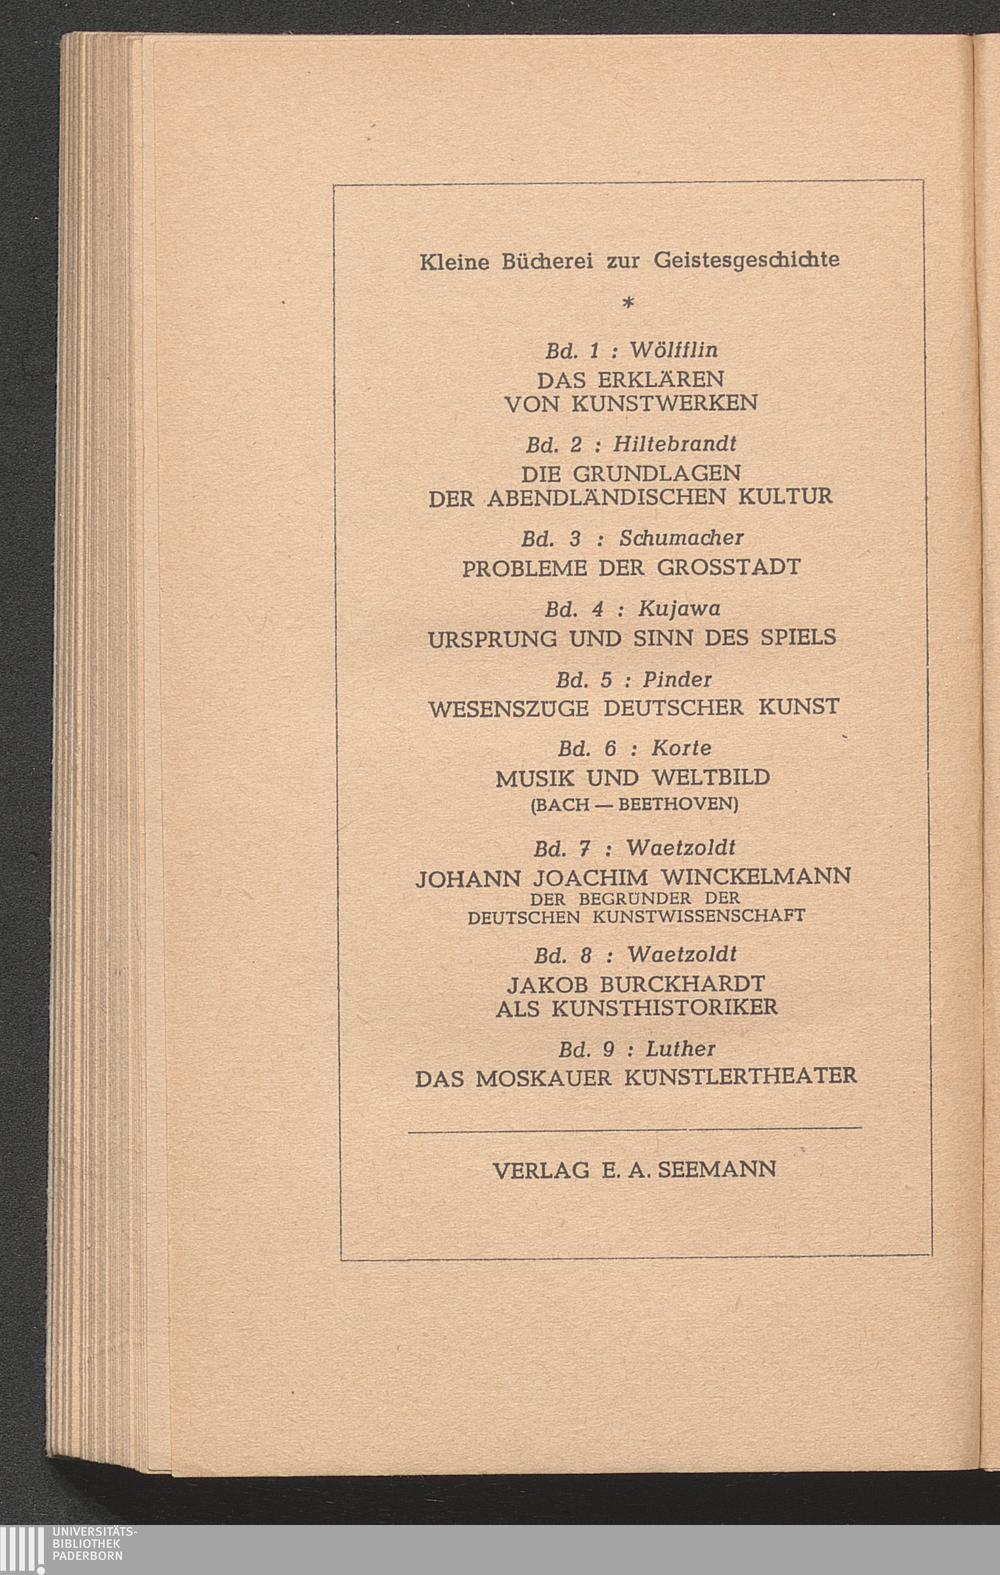 Kleine Bücherei zur Geistesgeschichte
*
Bd. 1 : Wölfflin
DAS ERKLÄREN
VON KUNSTWERKEN
Bd. 2 : Hiltebrandt
DIE GRUNDLAGEN
DER ABENDLÄNDISCHEN KULTUR
Bd. 3 : Schumacher
PROBLEME DER GROSSTADT
Bd. 4 : Kujawa
URSPRUNG UND SINN DES SPIELS
Bd. 5 : Pinder
WESENSZÜGE DEUTSCHER KUNST
Bd. 6 : Korte
MUSIK UND WELTBILD
(BACH — BEETHOVEN)
Bd. 7 : Waetzoldt
JOHANN JOACHIM WINCKELMANN
DER BEGRÜNDER DER
DEUTSCHEN KUNSTWISSENSCHAFT
Bd. 8 : Waetzoldt
JAKOB BURCKHARDT
ALS KUNSTHISTORIKER
Bd. 9 : Luther
DAS MOSKAUER KÜNSTLERTHEATER
VERLAG E. A. SEEMANN
UNIVERSITÄTS-
BIBLIOTHEK
PADERBORN